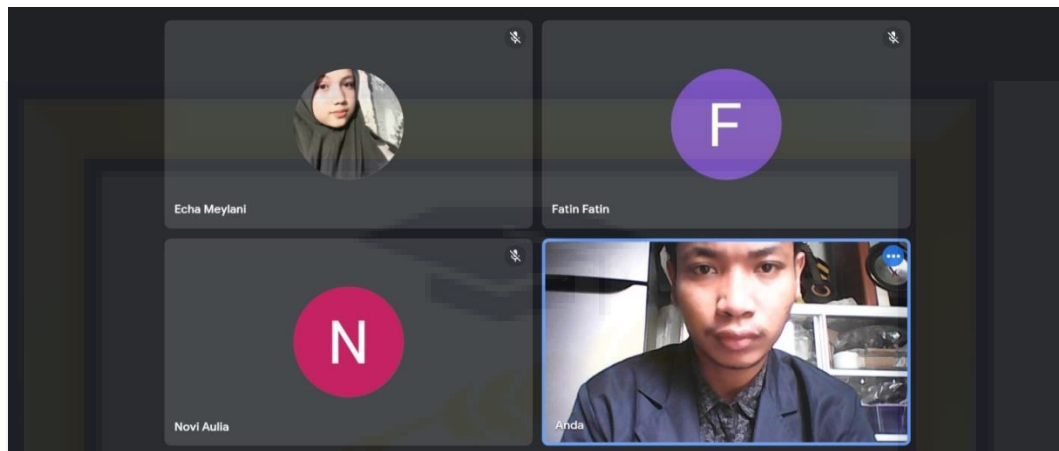 Echa Meylani
F
Fatin Fatin
N
Novi Aulia
Anda